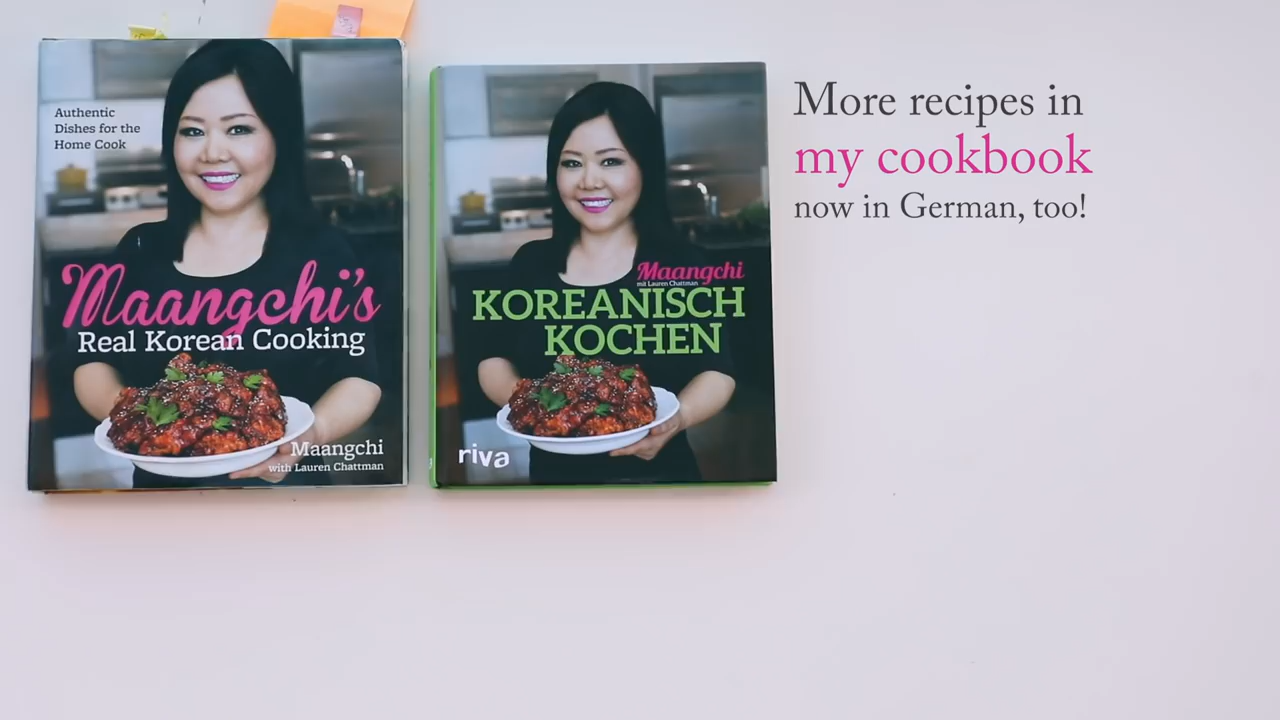 Authentic
Dishes for the
Home Cook
Maangchi's
Real Korean Cooking
Maangchi
with Lauren Chattman
Maangchi
mit Lauren Chattman
KOREANISCH
KOCHEN
riva
More recipes in
my cookbook
now in German, too!